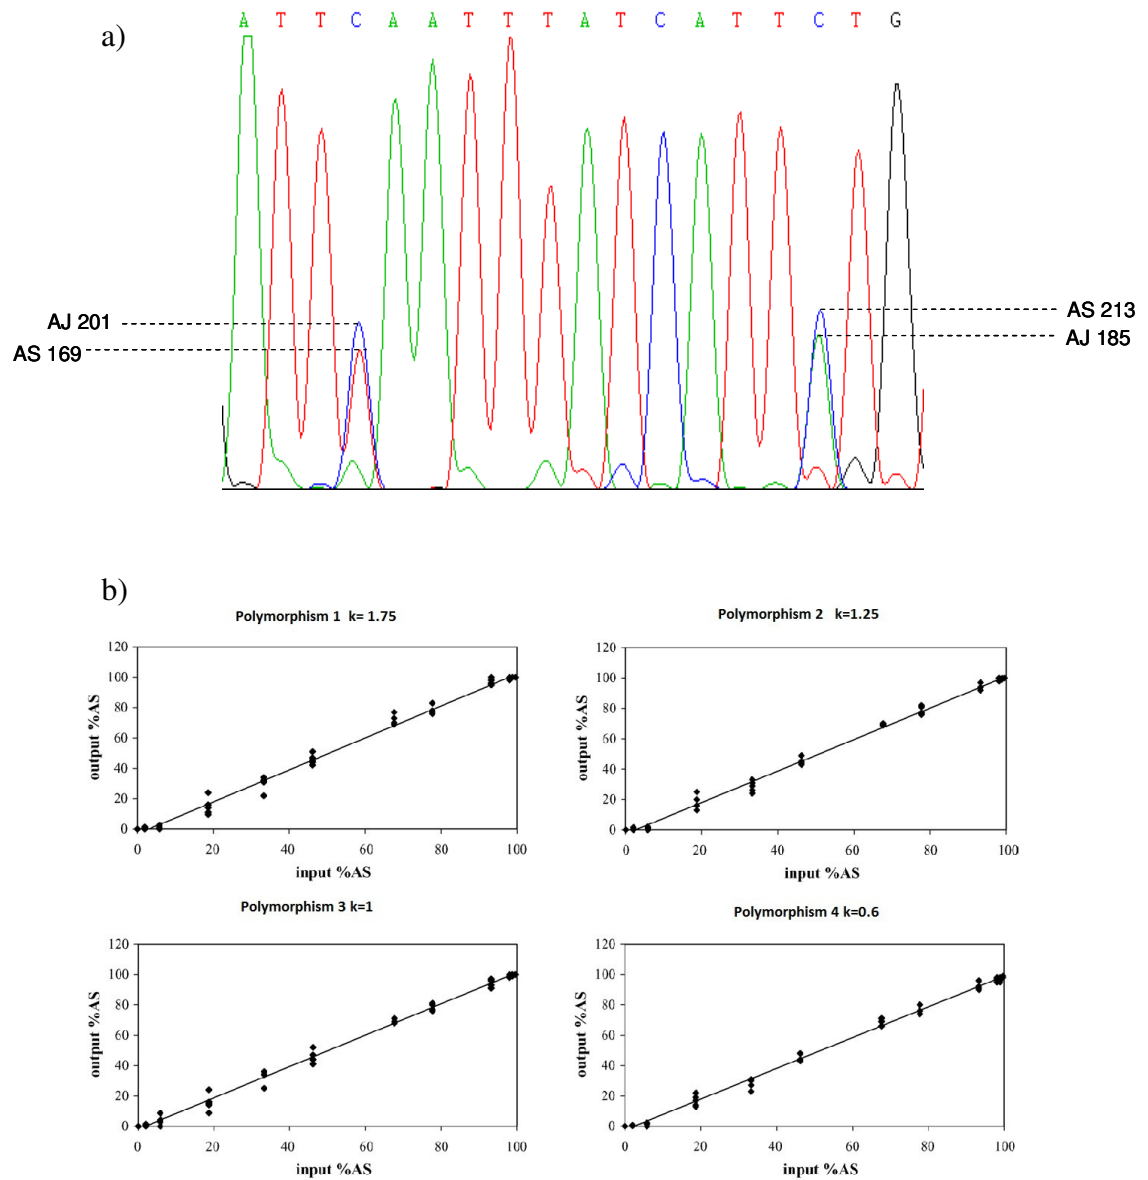 a)
A T T C A A T T T A T C A T T C T G
AJ 201
AS 169
AS 213
AJ 185
b)
Polymorphism 1 k= 1.75
120
100
80
60
40
20
0
output %AS
0 20 40 60 80 100
input %AS
Polymorphism 2 k=1.25
120
100
80
60
40
20
0
output %AS
0 20 40 60 80 100
input %AS
Polymorphism 3 k=1
120
100
80
60
40
20
0
output %AS
0 20 40 60 80 100
input %AS
Polymorphism 4 k=0.6
120
100
80
60
40
20
0
output %AS
0 20 40 60 80 100
input %AS